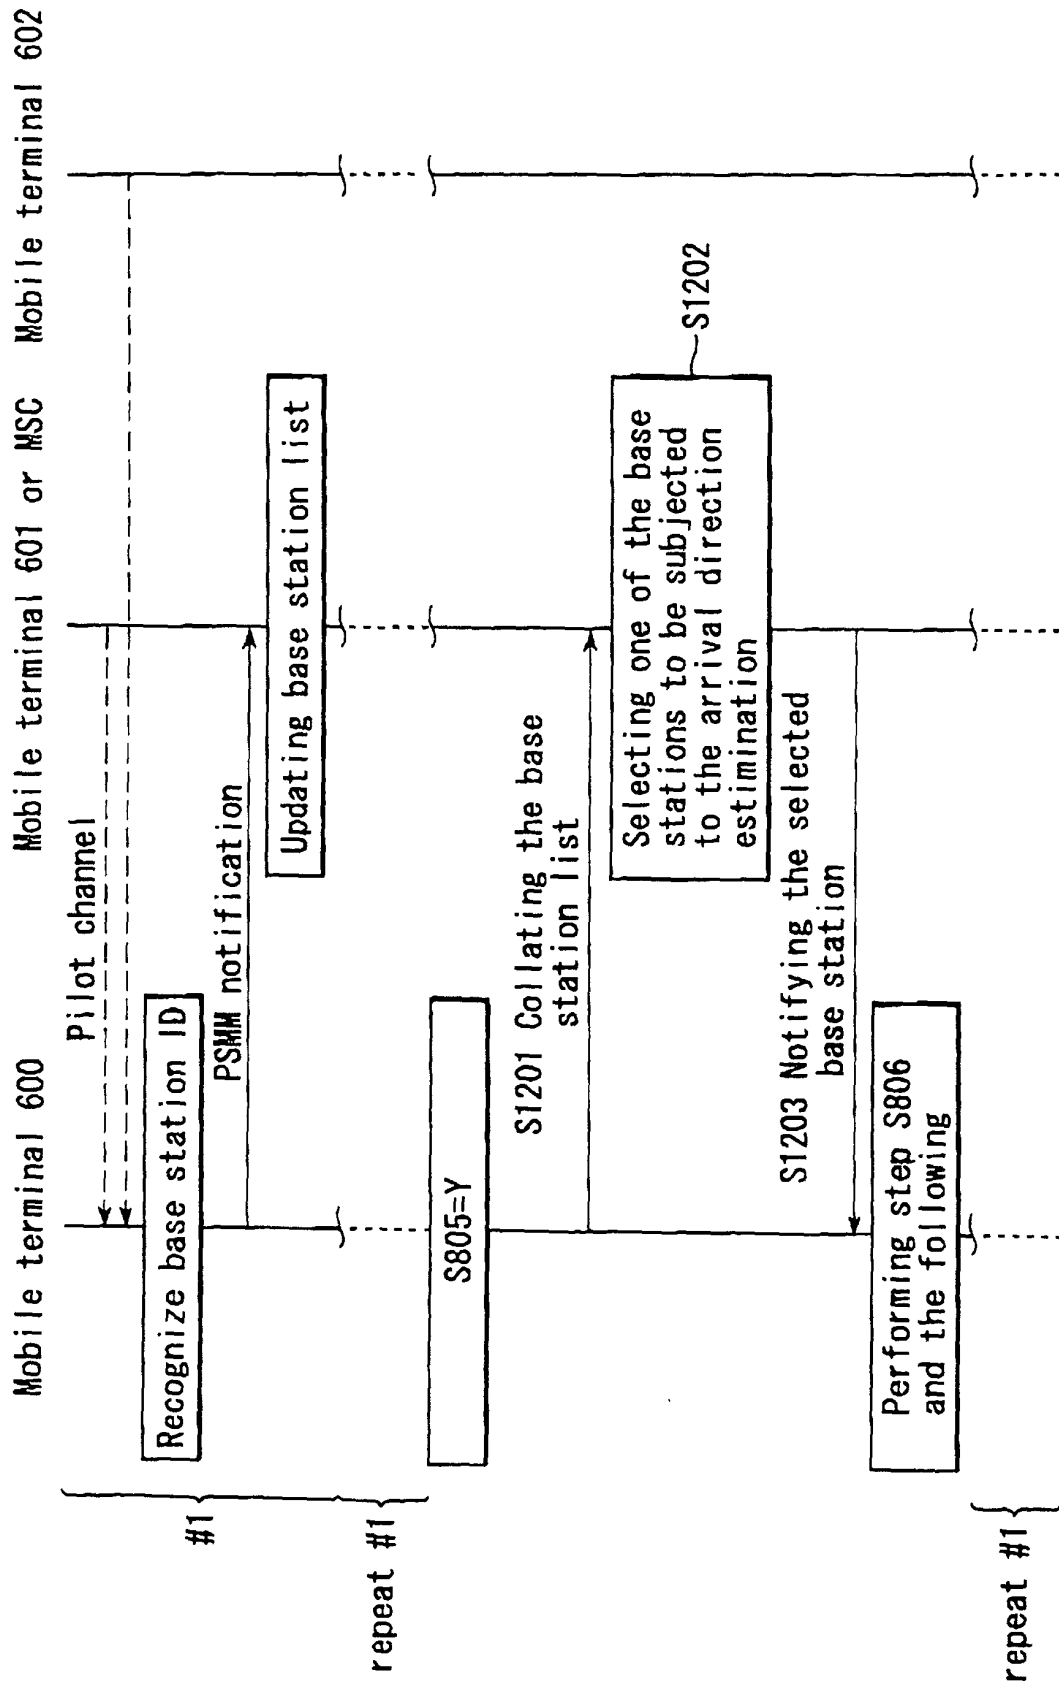 Mobile terminal 600
Mobile terminal 601 or MSC
Mobile terminal 602
Pilot channel
Recognize base station ID
#1
PSMM notification
Updating base station list
repeat #1
S805=Y
S1201 Collating the base
station list
Selecting one of the base
stations to be subjected
to the arrival direction
estimination
S1202
S1203 Notifying the selected
base station
Performing step S806
and the following
repeat #1